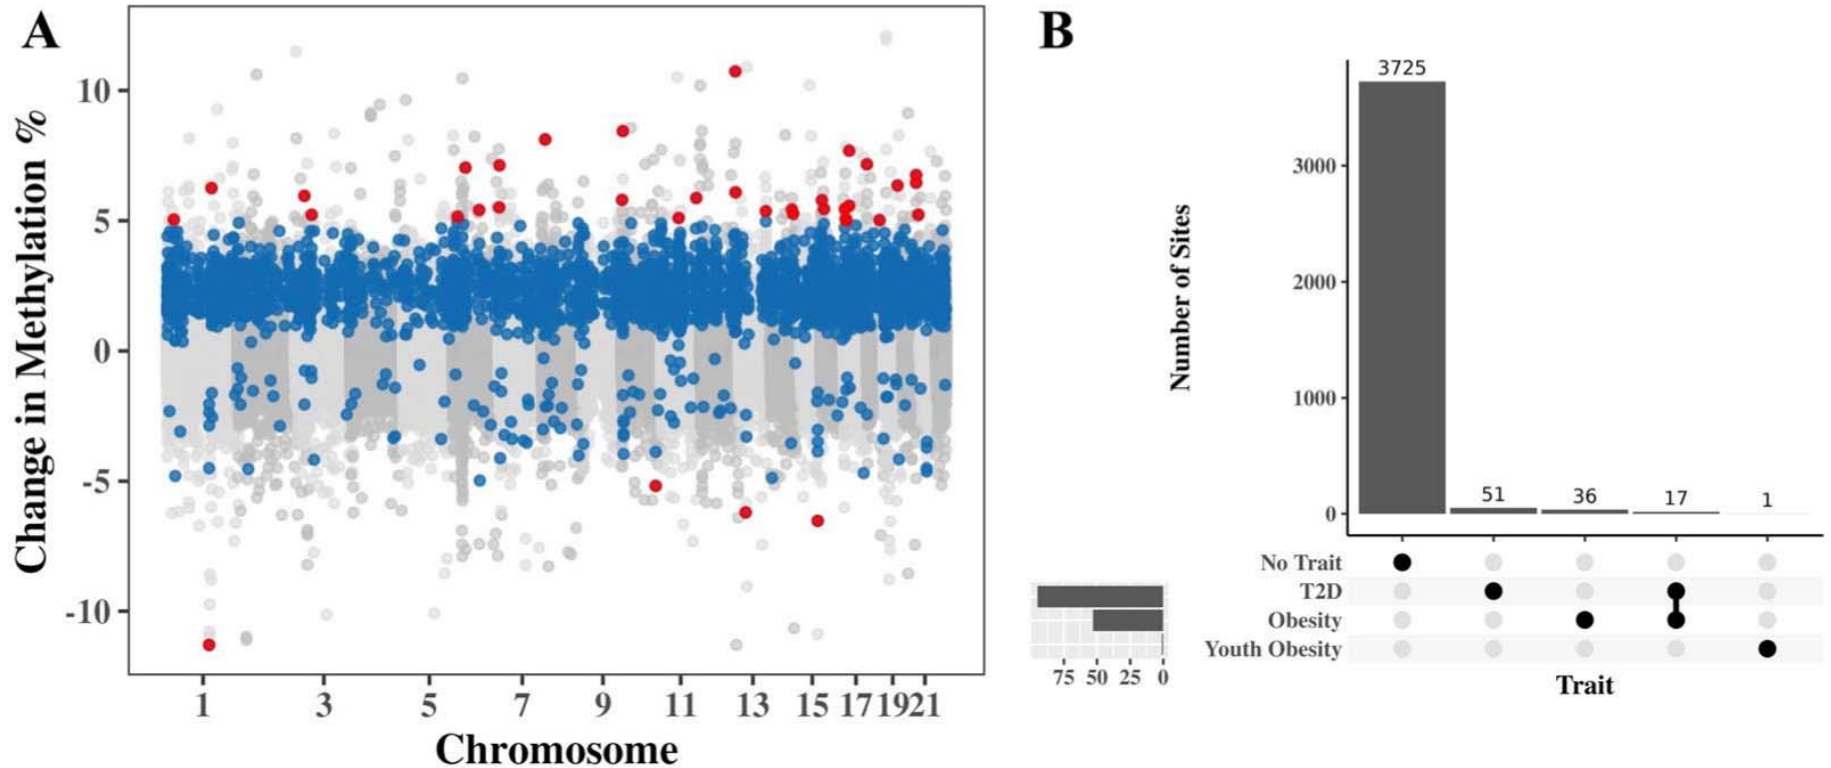 A
Change in Methylation %
10
5
0
-5
-10
1 3 5 7 9 11 13 15 17 19 21
Chromosome
B
Number of Sites
3000
2000
1000
0
3725
51
36
17
1
No Trait
T2D
Obesity
Youth Obesity
75 50 25 0
Trait